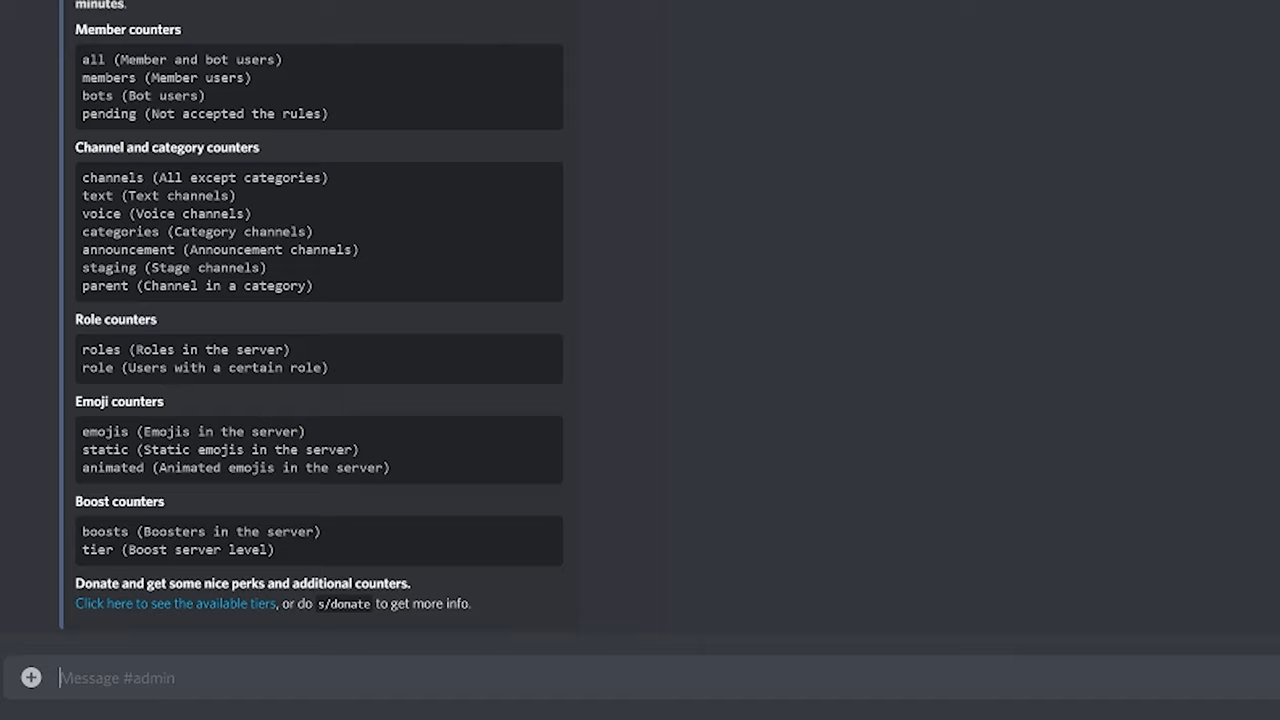 minutes.
Member counters
all (Member and bot users)
members (Member users)
bots (Bot users)
pending (Not accepted the rules)
Channel and category counters
channels (All except categories)
text (Text channels)
voice (Voice channels)
categories (Category channels)
announcement (Announcement channels)
staging (Stage channels)
parent (Channel in a category)
Role counters
roles (Roles in the server)
role (Users with a certain role)
Emoji counters
emojis (Emojis in the server)
static (Static emojis in the server)
animated (Animated emojis in the server)
Boost counters
boosts (Boosters in the server)
tier (Boost server level)
Donate and get some nice perks and additional counters.
Click here to see the available tiers, or do s/donate to get more info.
Message #admin